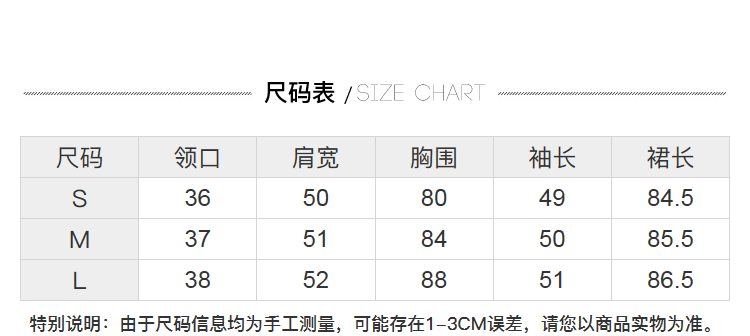 尺码表 /SIZE CHART
尺码 领口 肩宽 胸围 袖长 裙长
S 36 50 80 49 84.5
M 37 51 84 50 85.5
L 38 52 88 51 86.5
特别说明：由于尺码信息均为手工测量，可能存在1-3CM误差，请您以商品实物为准。